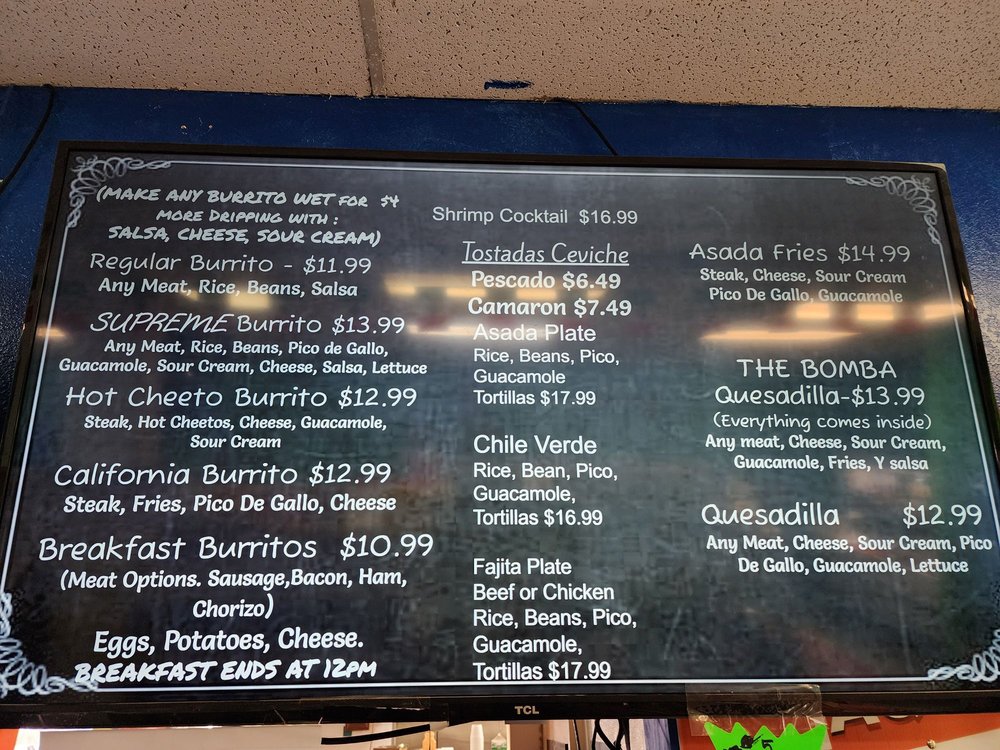 (MAKE ANY BURRITO WET FOR $4
MORE DRIPPING WITH :
SALSA, CHEESE, SOUR CREAM)
Regular Burrito - $11.99
Any Meat, Rice, Beans, Salsa
SUPREME Burrito $13.99
Any Meat, Rice, Beans, Pico de Gallo,
Guacamole, Sour Cream, Cheese, Salsa, Lettuce
Hot Cheeto Burrito $12.99
Steak, Hot Cheetos, Cheese, Guacamole,
Sour Cream
California Burrito $12.99
Steak, Fries, Pico De Gallo, Cheese
Breakfast Burritos $10.99
(Meat Options. Sausage,Bacon, Ham,
Chorizo)
Eggs, Potatoes, Cheese.
BREAKFAST ENDS AT 12PM
Shrimp Cocktail $16.99
Tostadas Ceviche
Pescado $6.49
Camaron $7.49
Asada Plate
Rice, Beans, Pico,
Guacamole
Tortillas $17.99
Chile Verde
Rice, Bean, Pico,
Guacamole,
Tortillas $16.99
Fajita Plate
Beef or Chicken
Rice, Beans, Pico,
Guacamole,
Tortillas $17.99
Asada Fries $14.99
Steak, Cheese, Sour Cream
Pico De Gallo, Guacamole
THE BOMBA
Quesadilla-$13.99
(Everything comes inside)
Any meat, Cheese, Sour Cream,
Guacamole, Fries, Y salsa
Quesadilla $12.99
Any Meat, Cheese, Sour Cream, Pico
De Gallo, Guacamole, Lettuce
TCL